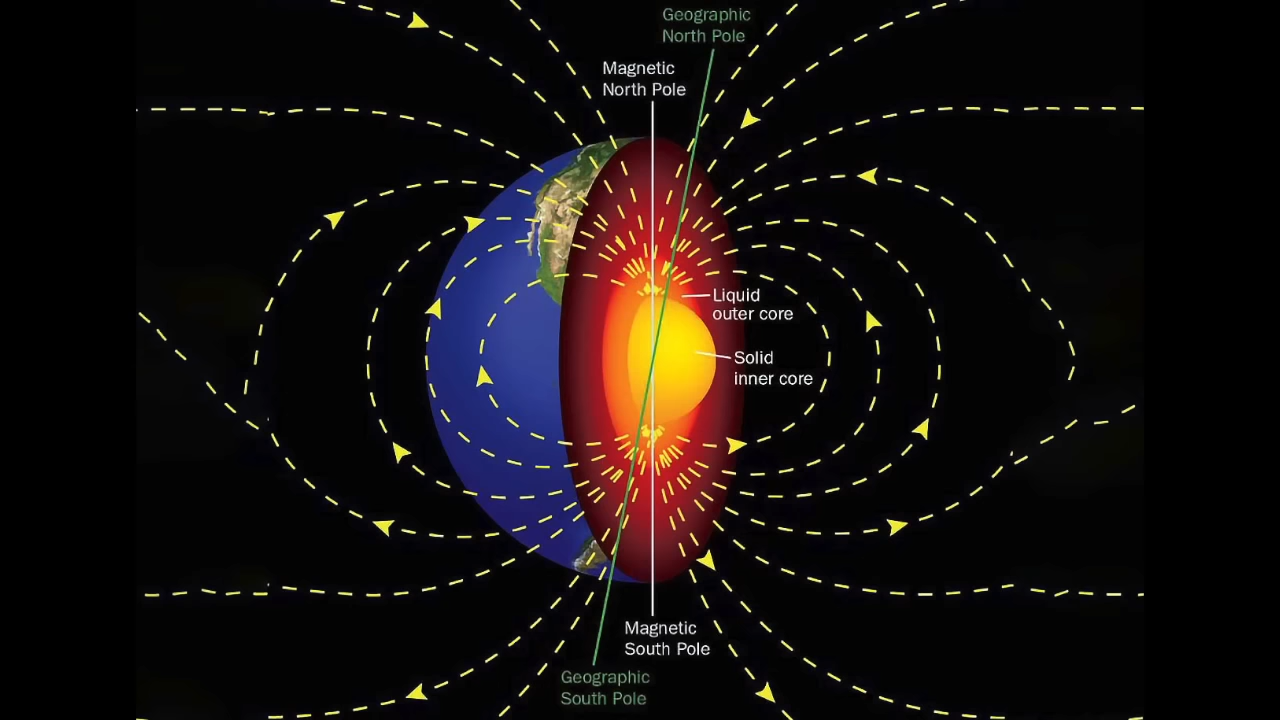 Geographic
North Pole
Magnetic
North Pole
Liquid
outer core
Solid
inner core
Magnetic
South Pole
Geographic
South Pole